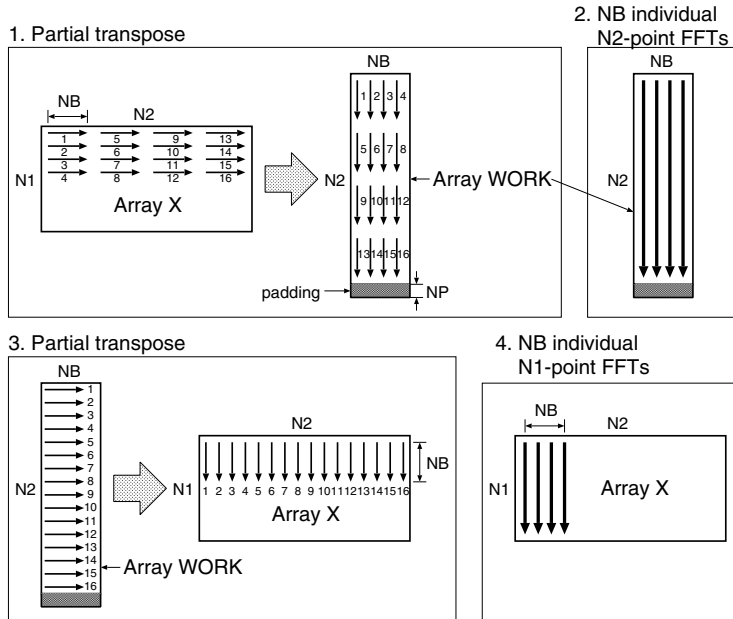 1. Partial transpose
NB
N2
1 5 9 13
2 6 10 14
3 7 11 15
4 8 12 16
N1
Array X
NB
1 2 3 4
5 6 7 8
N2
9 10 11 12
13 14 15 16
padding
NP
Array WORK
2. NB individual
N2-point FFTs
NB
N2
3. Partial transpose
NB
1
2
3
4
5
6
7
8
9
10
11
12
13
14
15
16
N2
Array WORK
N2
NB
N1
1 2 3 4 5 6 7 8 9 10 11 12 13 14 15 16
Array X
4. NB individual
N1-point FFTs
NB
N2
N1
Array X